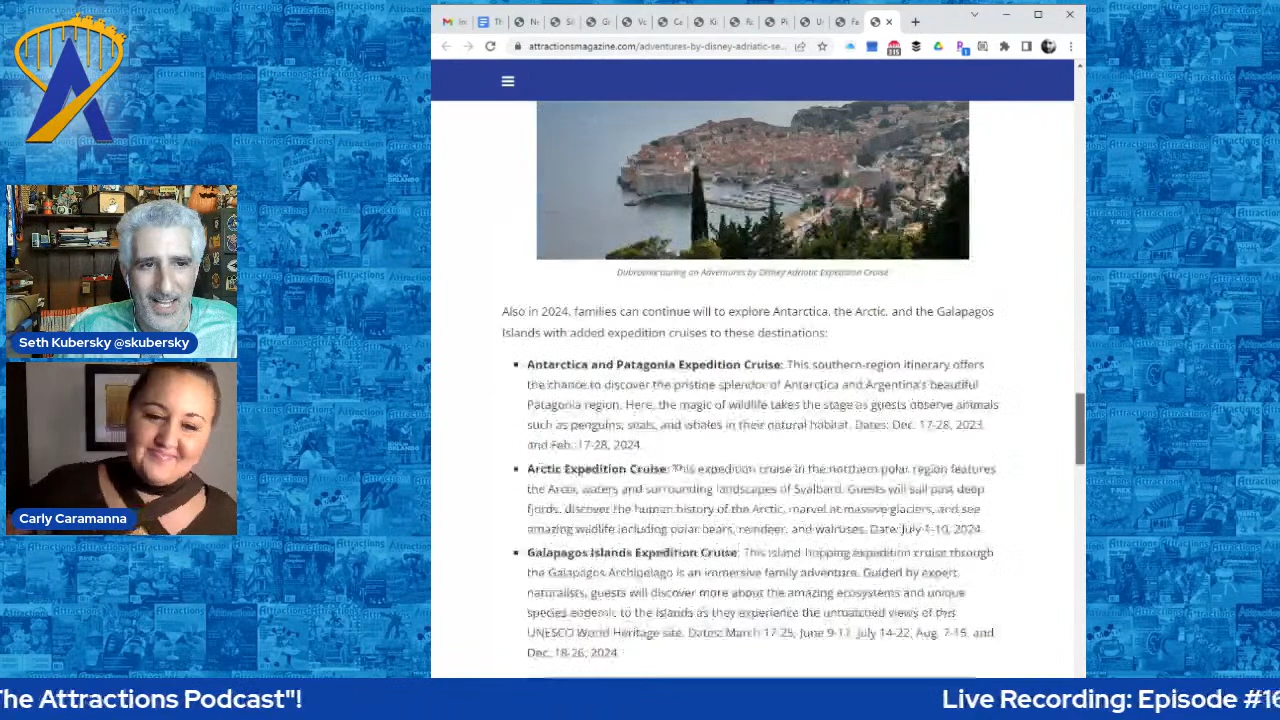 attractionsmagazine.com/adventures-by-disney-adriatic-se...
Seth Kubersky @skubersky
Carly Caramanna
Dubrovnik during an Adventures by Disney Adriatic Expedition Cruise
Also in 2024, families can continue will to explore Antarctica, the Arctic, and the Galapagos
Islands with added expedition cruises to these destinations:
Antarctica and Patagonia Expedition Cruise: This southern-region itinerary offers
the chance to discover the pristine splendor of Antarctica and Argentina's beautiful
Patagonia region. Here, the magic of wildlife takes the stage as guests observe animals
such as penguins, seals, and whales in their natural habitat. Dates: Dec. 17-28, 2023,
and Feb. 17-28, 2024.
Arctic Expedition Cruise: This expedition cruise in the northern polar region features
the Arctic waters and surrounding landscapes of Svalbard. Guests will sail past deep
fjords, discover the human history of the Arctic, marvel at massive glaciers, and see
amazing wildlife including polar bears, reindeer, and walruses. Date: July 1-10, 2024.
Galapagos Islands Expedition Cruise: This island hopping expedition cruise through
the Galapagos Archipelago is an immersive family adventure. Guided by expert
naturalists, guests will discover more about the amazing ecosystems and unique
species endemic to the islands as they experience the unmatched views of this
UNESCO World Heritage site. Dates: March July 14-22, Aug. and
Dec. 18-26, 2024.
The Attractions Podcast"! Live Recording: Episode #16